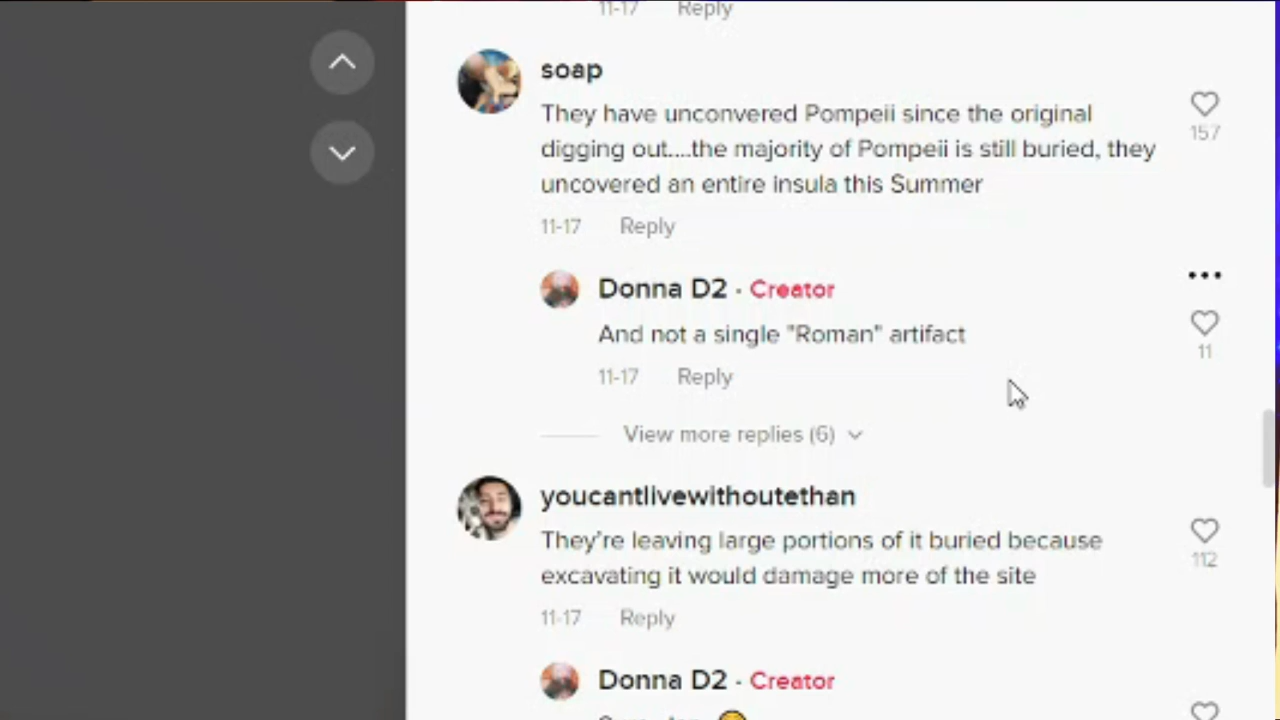 11-17 Reply
soap
They have unconvered Pompeii since the original
digging out....the majority of Pompeii is still buried, they
uncovered an entire insula this Summer
157
11-17 Reply
Donna D2 · Creator
And not a single "Roman" artifact
11
11-17 Reply
View more replies (6)
youcantlivewithoutethan
They're leaving large portions of it buried because
excavating it would damage more of the site
112
11-17 Reply
Donna D2 · Creator